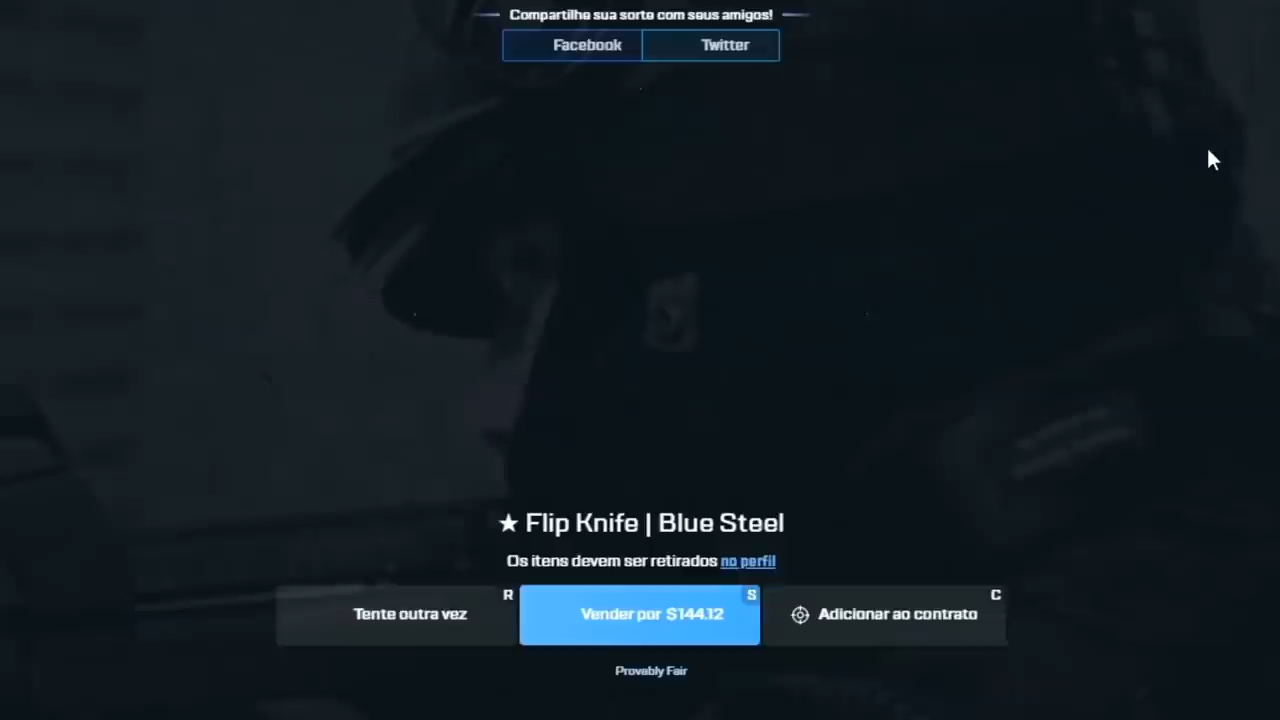 Compartilhe sua sorte com seus amigos!
Facebook
Twitter
★ Flip Knife | Blue Steel
Os itens devem ser retirados no perfil
Tente outra vez R
Vender por $144.12 S
Adicionar ao contrato C
Provably Fair